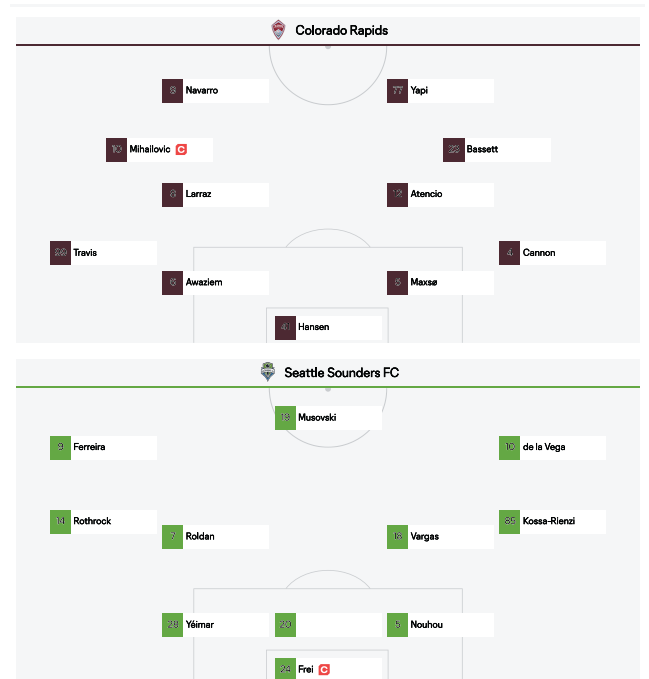 Colorado Rapids
9 Navarro
77 Yapi
10 Mihailovic C
23 Bassett
8 Larraz
12 Atencio
Travis
4 Cannon
6 Awaziem
5 Maxsø
41 Hansen
Seattle Sounders FC
19 Musovski
9 Ferreira
10 de la Vega
14 Rothrock
85 Kossa-Rienzi
7 Roldan
18 Vargas
28 Yéimar
20
5 Nouhou
24 Frei C